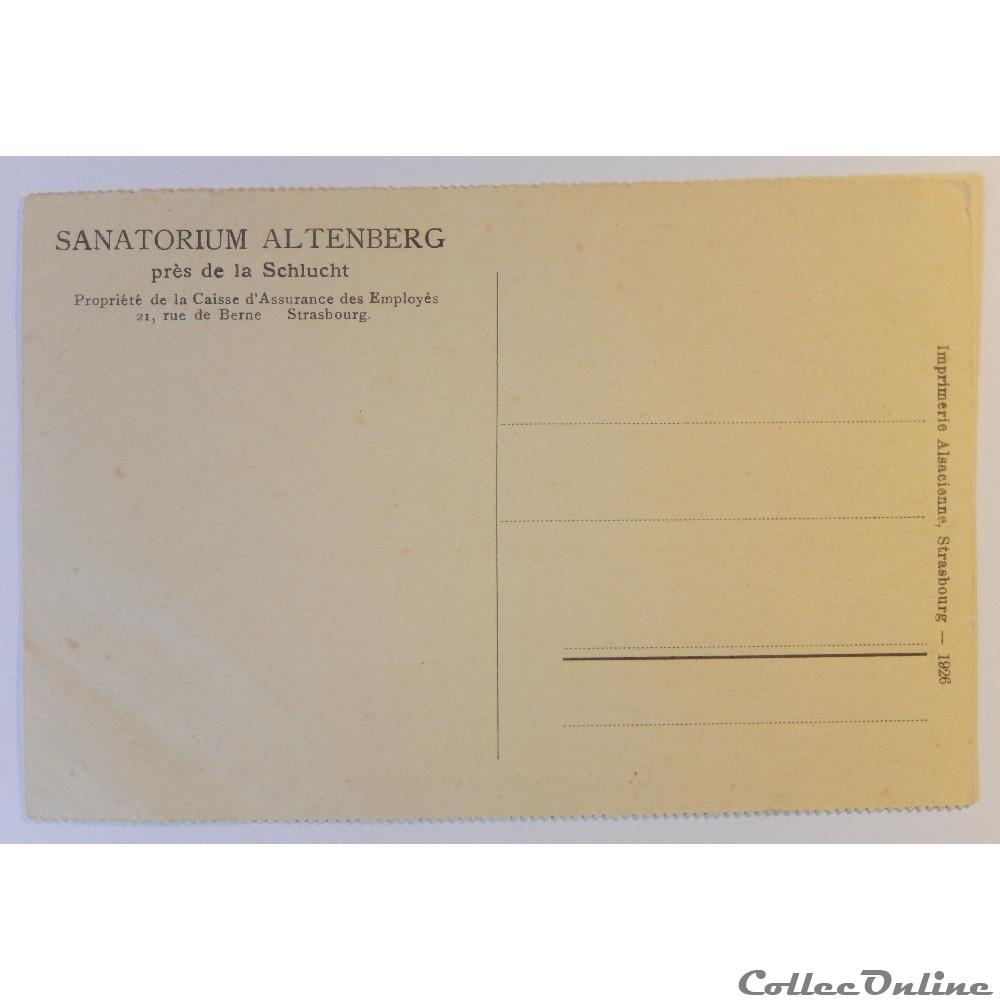 SANATORIUM ALTENBERG
près de la Schlucht
Propriété de la Caisse d'Assurance des Employés
21, rue de Berne Strasbourg.
Imprimerie Alsacienne, Strasbourg — 1926
CollecOnline